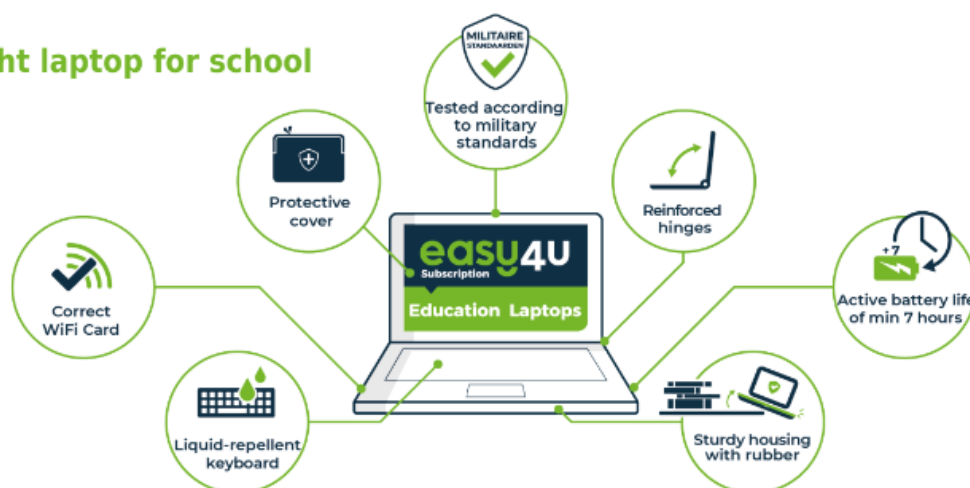 ht laptop for school
MILITAIRE
STANDAARDEN
Tested according
to military
standards
Protective
cover
Reinforced
hinges
easy4U
Subscription
Education Laptops
+7
Correct
WiFi Card
Active battery life
of min 7 hours
Liquid-repellent
keyboard
Sturdy housing
with rubber